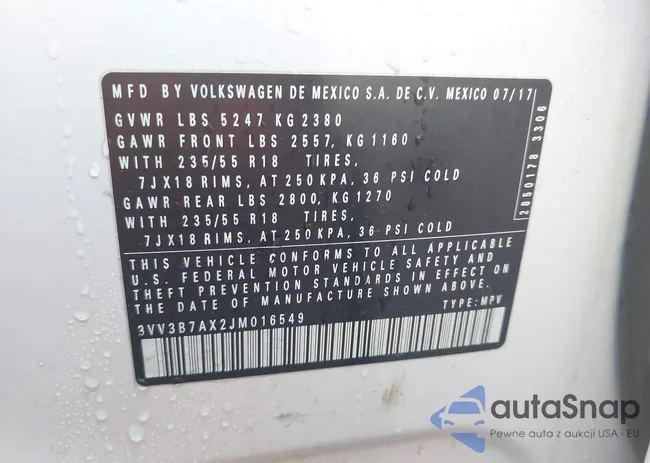 MFD BY VOLKSWAGEN DE MEXICO S.A. DE C.V. MEXICO 07/17
GVWR LBS 5247 KG 2380
GAWR FRONT LBS 2557, KG 1160
WITH 235/55 R18 TIRES,
7JX18 RIMS, AT 250 KPA, 36 PSI COLD
GAWR REAR LBS 2800, KG 1270
WITH 235/55 R18 TIRES,
7JX18 RIMS, AT 250 KPA, 36 PSI COLD
THIS VEHICLE CONFORMS TO ALL APPLICABLE
U.S. FEDERAL MOTOR VEHICLE SAFETY AND
THEFT PREVENTION STANDARDS IN EFFECT ON
THE DATE OF MANUFACTURE SHOWN ABOVE.
3VV3B7AX2JM016549 TYPE: MPV
2850178 3306
autoSnap
Pewne auta z aukcji USA i EU